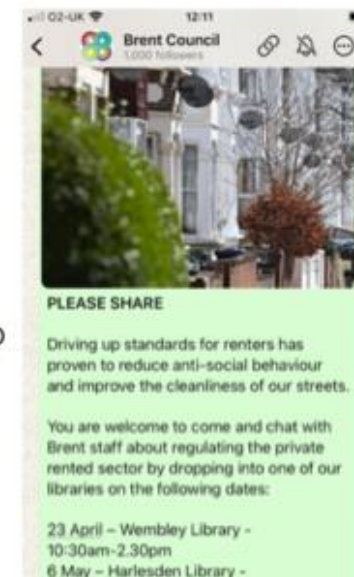 O2-UK
12:11
Brent Council
1,000 followers
PLEASE SHARE
Driving up standards for renters has
proven to reduce anti-social behaviour
and improve the cleanliness of our streets.
You are welcome to come and chat with
Brent staff about regulating the private
rented sector by dropping into one of our
libraries on the following dates:
23 April – Wembley Library -
10:30am-2.30pm
6 May – Harlesden Library -